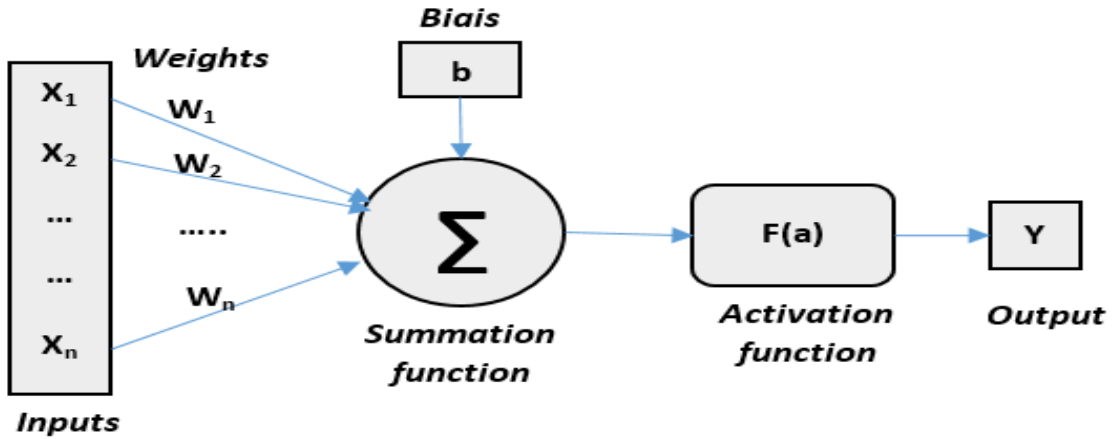 Biais
b
Weights
X₁
X₂
...
...
Xₙ
Inputs
W₁
W₂
.....
Wₙ
∑
Summation
function
F(a)
Activation
function
Y
Output